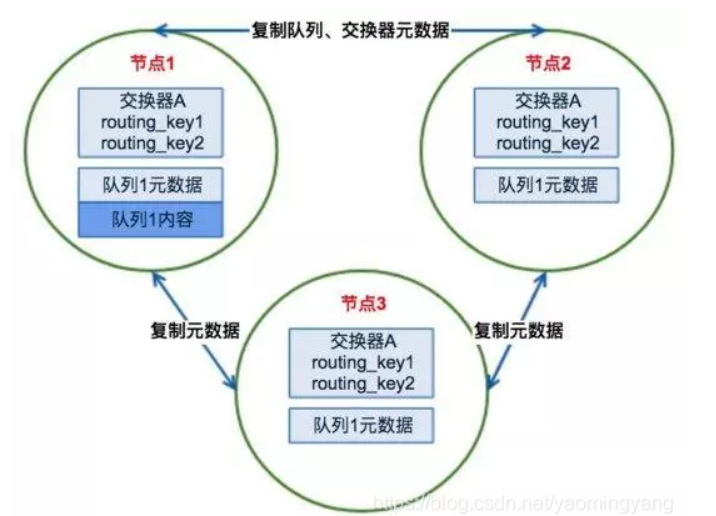 复制队列、交换器元数据
节点1
交换器A
routing_key1
routing_key2
队列1元数据
队列1内容
节点2
交换器A
routing_key1
routing_key2
队列1元数据
复制元数据
复制元数据
节点3
交换器A
routing_key1
routing_key2
队列1元数据
https://blog.csdn.net/yaomingyang